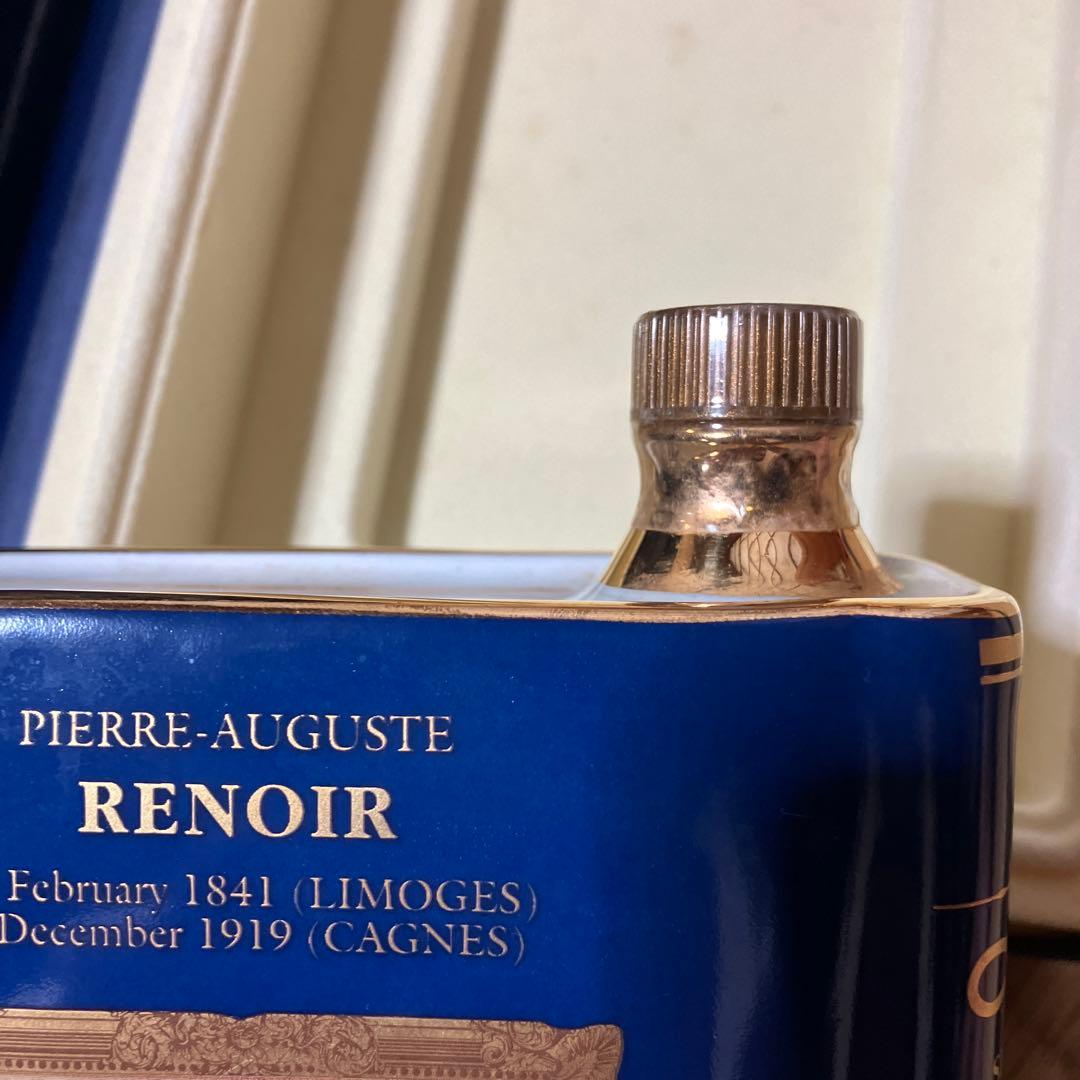 PIERRE-AUGUSTE
RENOIR
February 1841 (LIMOGES)
December 1919 (CAGNES)